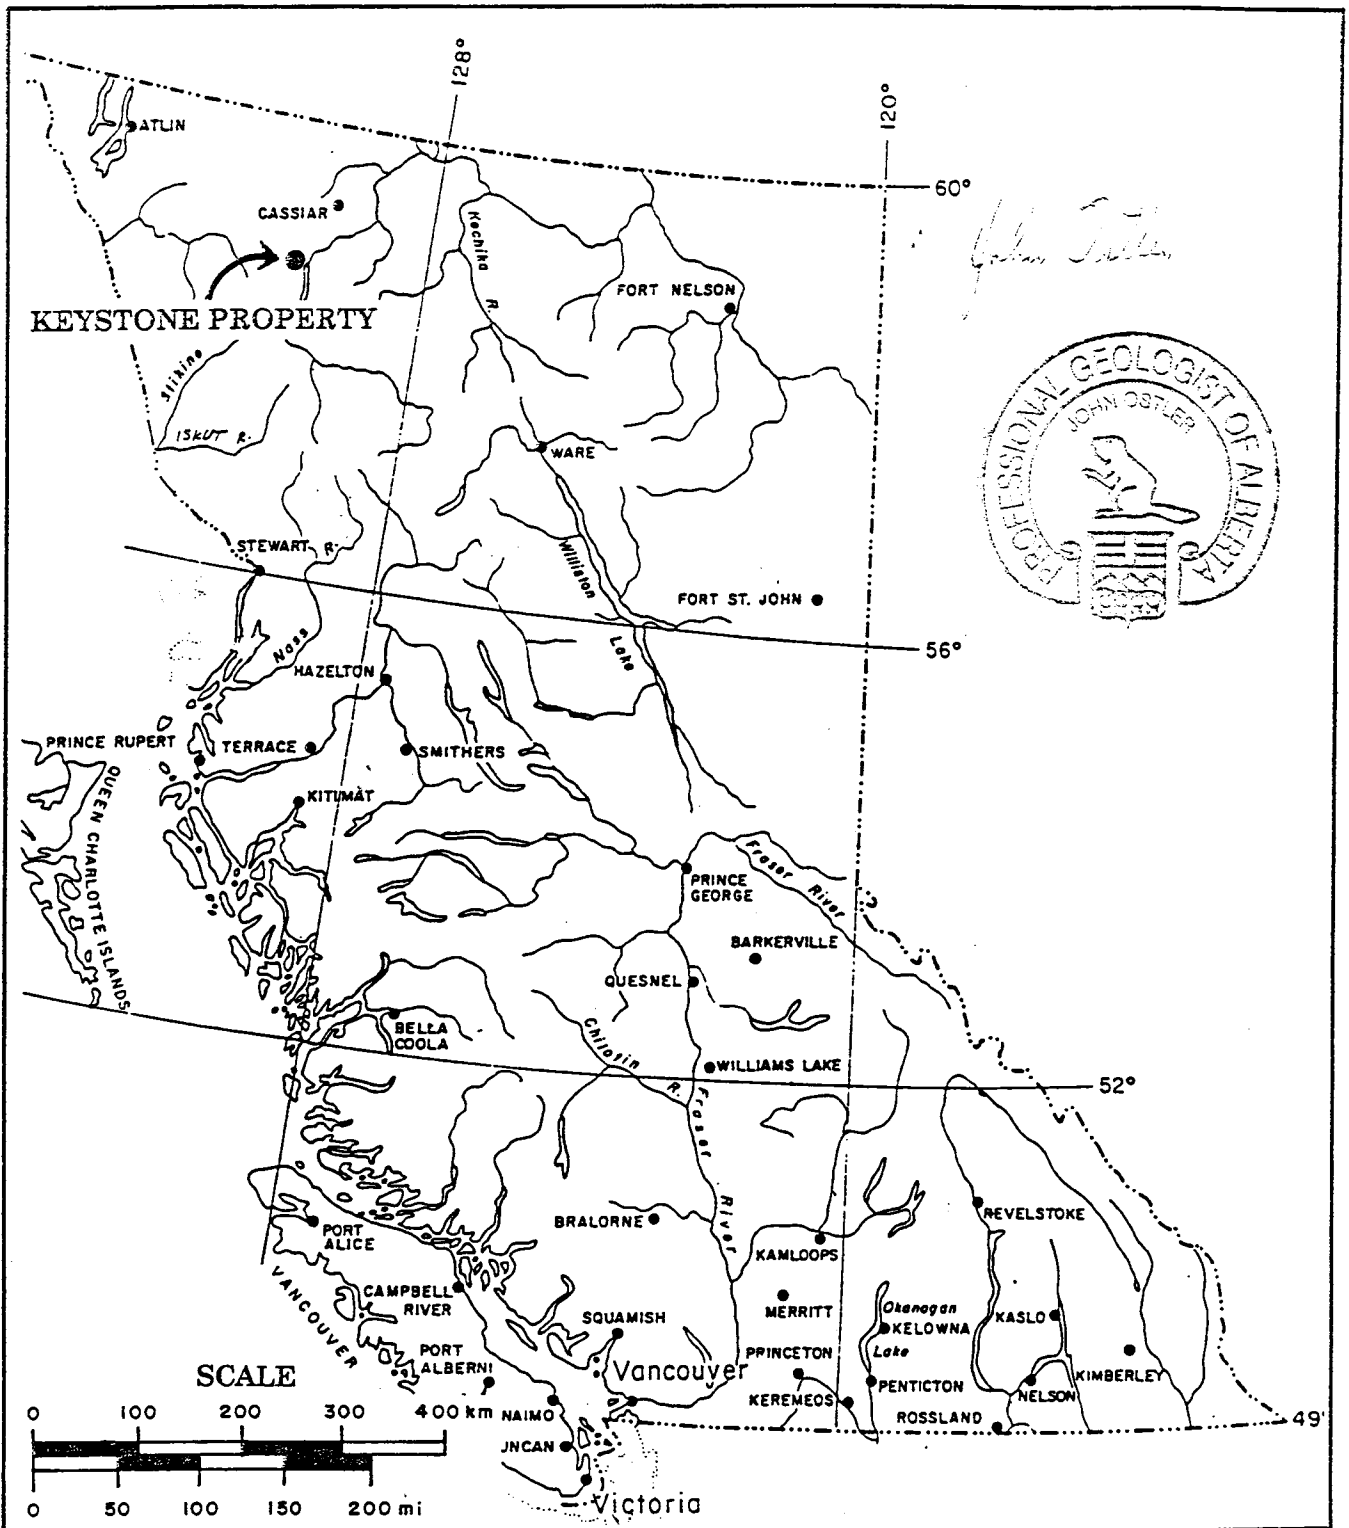 128°
120°
ATLIN
60°
CASSIAR
Kechika
R.
FORT NELSON
KEYSTONE PROPERTY
Stikine
ISKUT R.
WARE
PROFESSIONAL GEOLOGIST OF ALBERTA
JOHN OSTLER
STEWART R.
Williston
Lake
FORT ST. JOHN
56°
Nass
HAZELTON
PRINCE RUPERT
TERRACE
SMITHERS
KITIMAT
QUEEN CHARLOTTE ISLANDS
Fraser River
PRINCE
GEORGE
BARKERVILLE
QUESNEL
BELLA
COOLA
Chilotin
R.
WILLIAMS LAKE
52°
Fraser
River
PORT
ALICE
BRALORNE
REVELSTOKE
KAMLOOPS
VANCOUVER
CAMPBELL
RIVER
MERRITT
Okanagan
KELOWNA
Lake
KASLO
SQUAMISH
PORT
ALBERNI
Vancouver
PRINCETON
KIMBERLEY
PENTICTON
NELSON
KEREMEOS
ROSSLAND
49'
SCALE
0 100 200 300 400 km
NAIMO
JNCAN
0 50 100 150 200 mi
Victoria